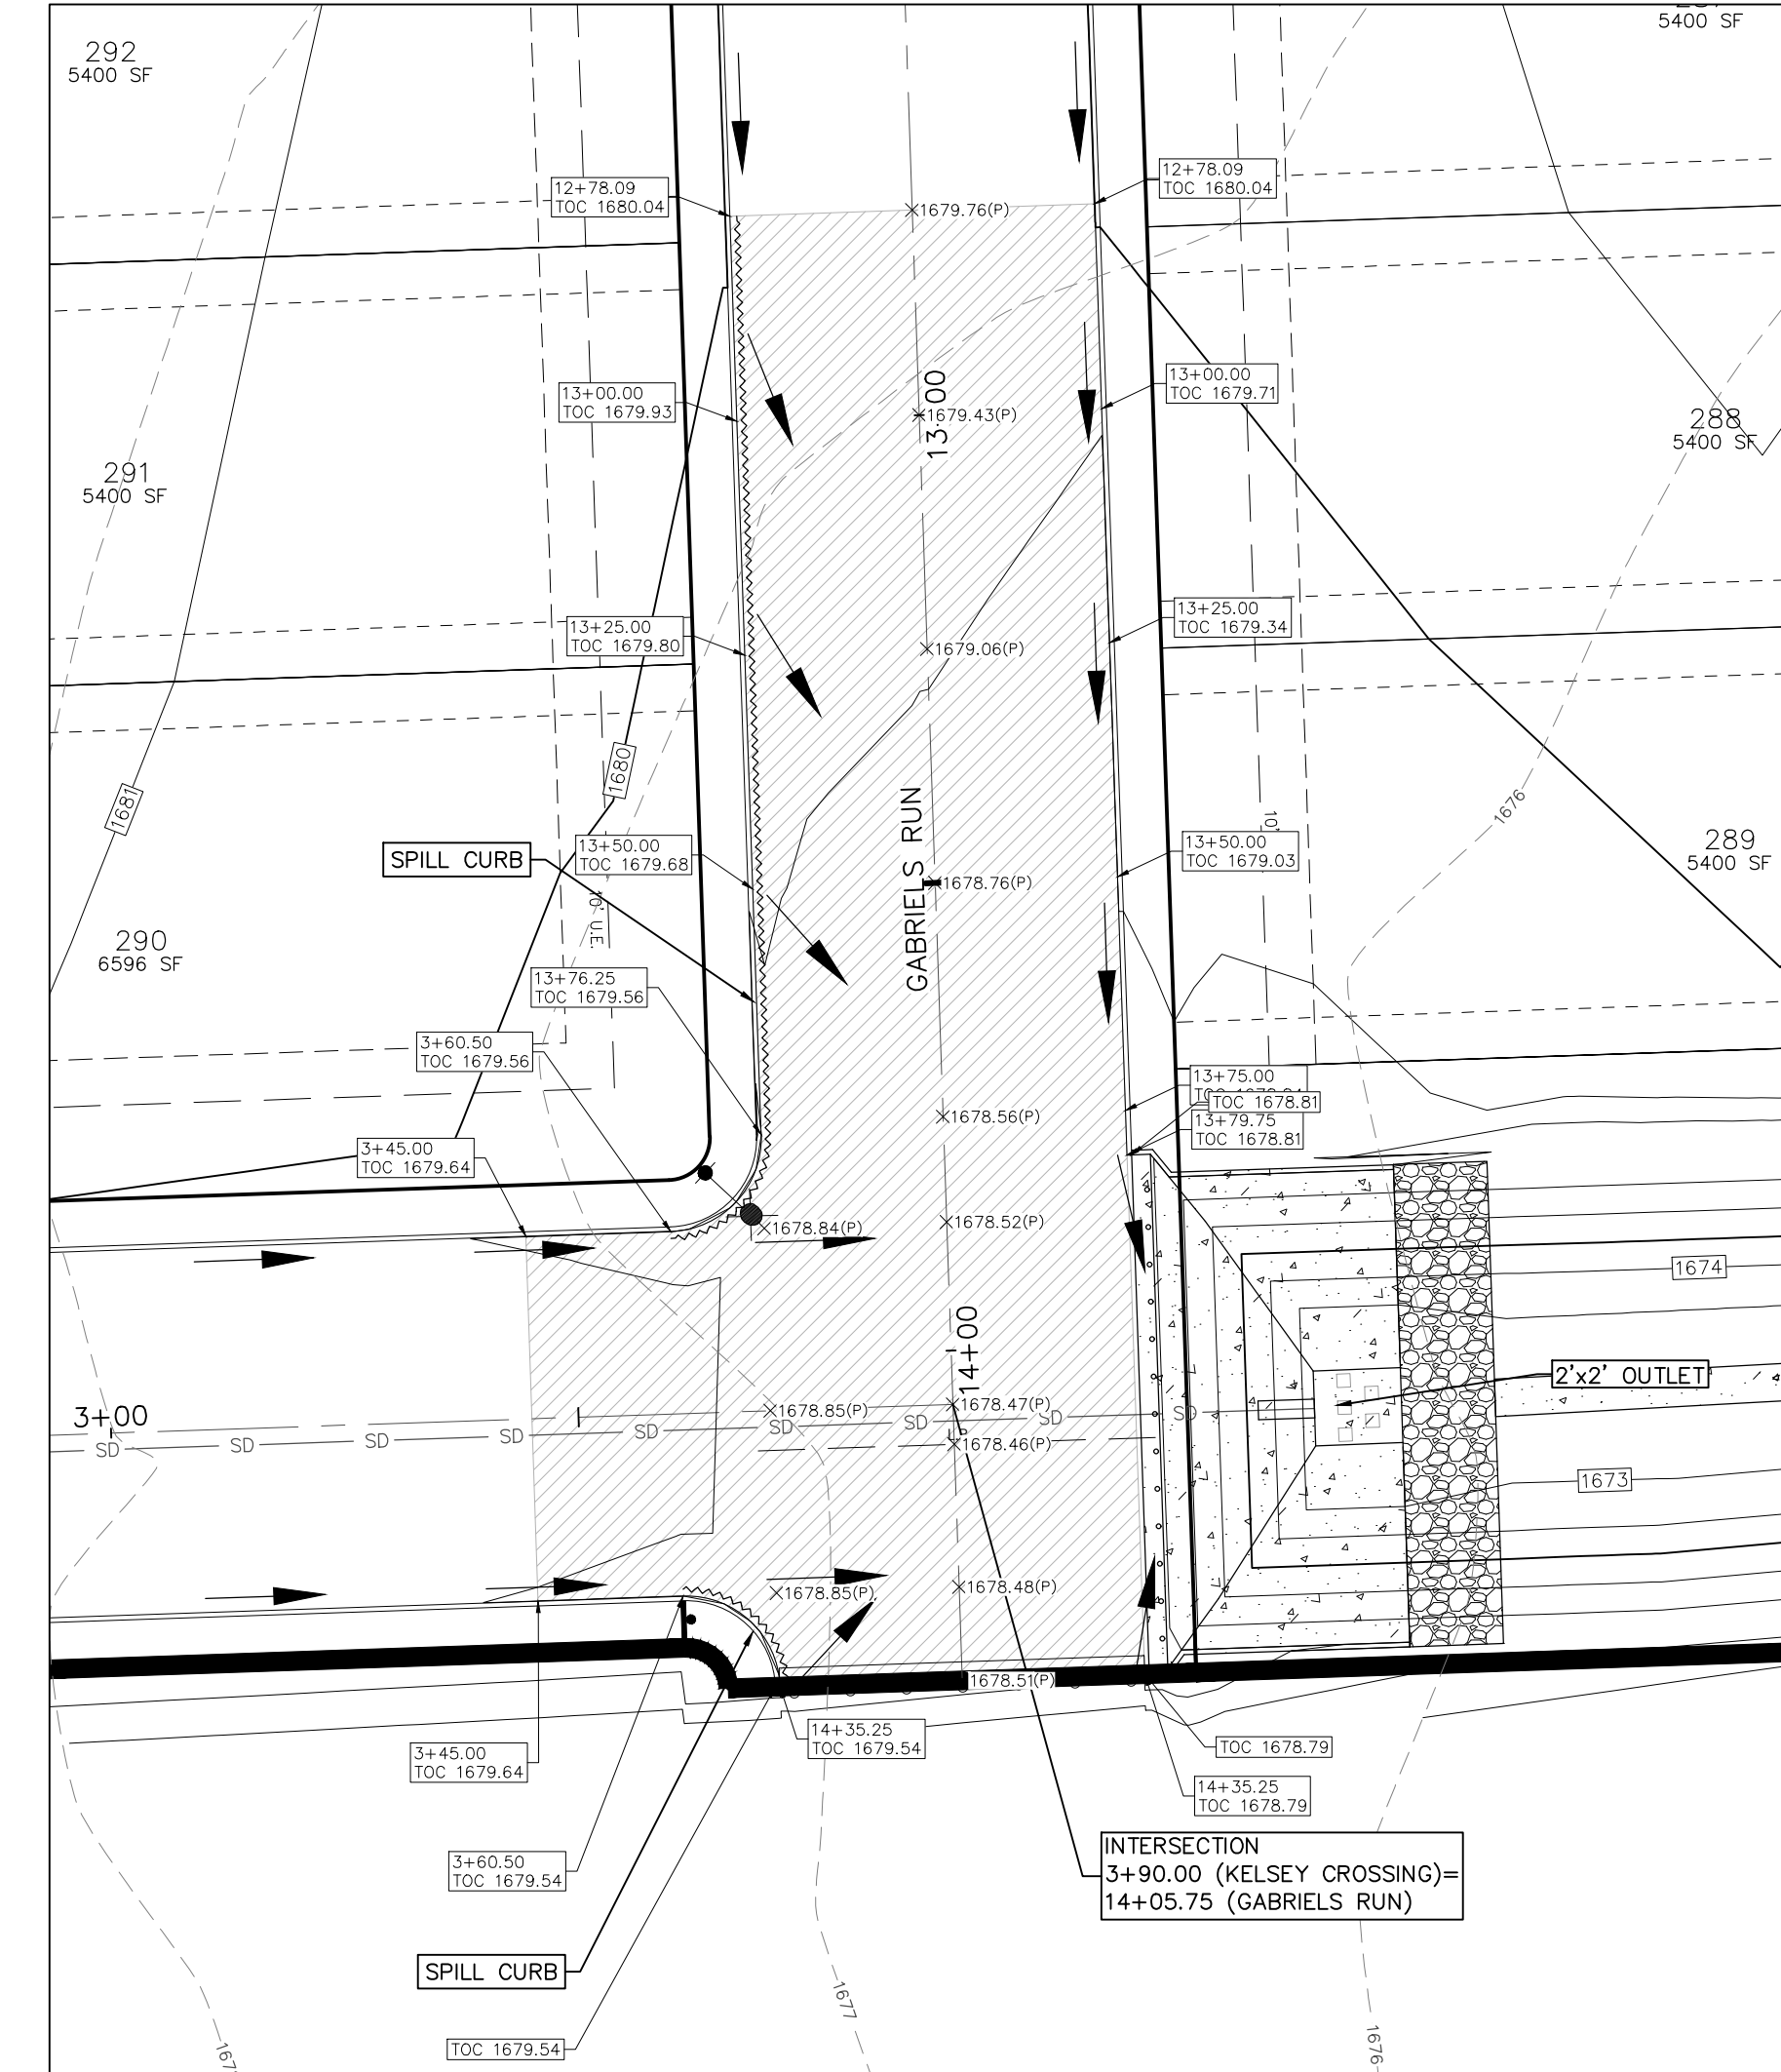 292
5400 SF
5400 SF
12+78.09
TOC 1680.04
1679.76(P)
12+78.09
TOC 1680.04
13+00.00
TOC 1679.93
1679.43(P)
13+00
13+00.00
TOC 1679.71
288
5400 SF
291
5400 SF
13+25.00
TOC 1679.80
1679.06(P)
13+25.00
TOC 1679.34
1681
1680
1676
SPILL CURB
13+50.00
TOC 1679.68
1678.76(P)
GABRIELS RUN
10'
13+50.00
TOC 1679.03
289
5400 SF
10' U.E.
290
6596 SF
13+76.25
TOC 1679.56
3+60.50
TOC 1679.56
13+75.00
TOC 1678.81
13+79.75
TOC 1678.81
1678.56(P)
3+45.00
TOC 1679.64
1678.84(P)
1678.52(P)
1674
14+00
2'x2' OUTLET
3+00
1678.85(P)
1678.47(P)
SD
SD
SD
SD
SD
SD
SD
SD
SD
1678.46(P)
1673
1678.85(P)
1678.48(P)
1678.51(P)
3+45.00
TOC 1679.64
14+35.25
TOC 1679.54
TOC 1678.79
14+35.25
TOC 1678.79
3+60.50
TOC 1679.54
INTERSECTION
3+90.00 (KELSEY CROSSING)=
14+05.75 (GABRIELS RUN)
SPILL CURB
1677
1676
TOC 1679.54